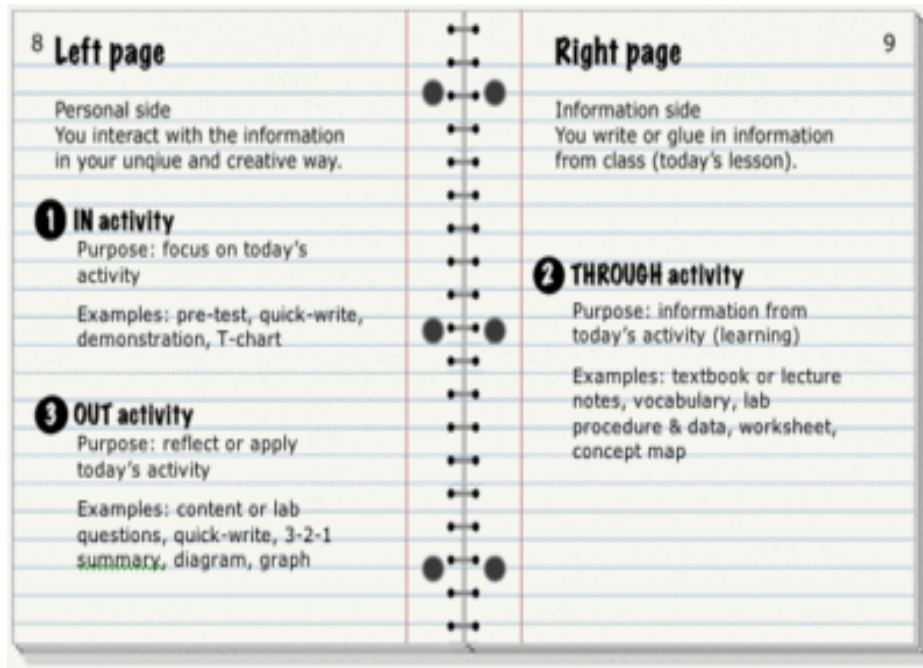 8
Left page
Personal side
You interact with the information
in your unqiue and creative way.
1 IN activity
Purpose: focus on today's
activity
Examples: pre-test, quick-write,
demonstration, T-chart
3 OUT activity
Purpose: reflect or apply
today's activity
Examples: content or lab
questions, quick-write, 3-2-1
summary, diagram, graph
Right page
9
Information side
You write or glue in information
from class (today's lesson).
2 THROUGH activity
Purpose: information from
today's activity (learning)
Examples: textbook or lecture
notes, vocabulary, lab
procedure & data, worksheet,
concept map